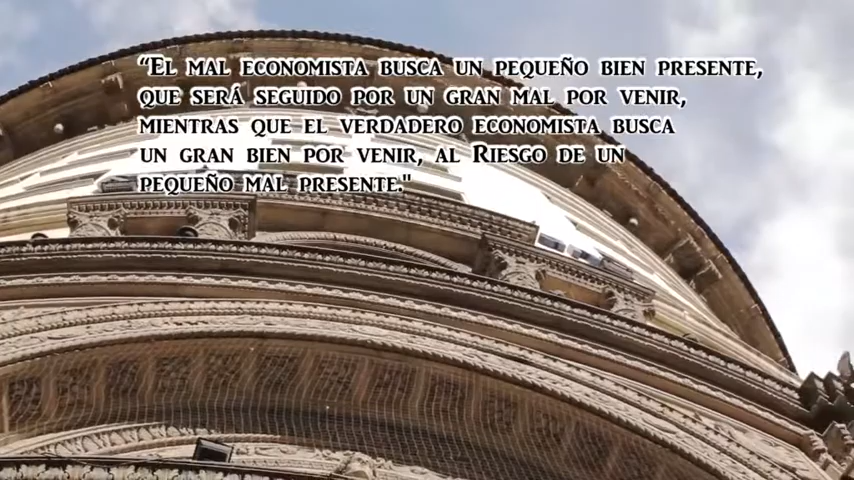 “El mal economista busca un pequeño bien presente,
que será seguido por un gran mal por venir,
mientras que el verdadero economista busca
un gran bien por venir, al Riesgo de un
pequeño mal presente."